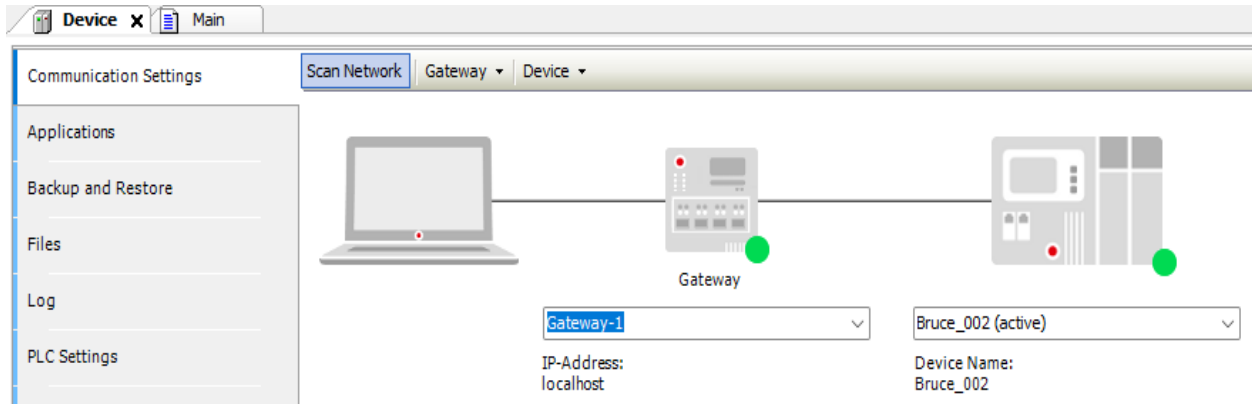 Device Main
Communication Settings
Scan Network Gateway Device
Applications
Backup and Restore
Files
Log
PLC Settings
Gateway
Gateway-1
IP-Address:
localhost
Bruce_002 (active)
Device Name:
Bruce_002